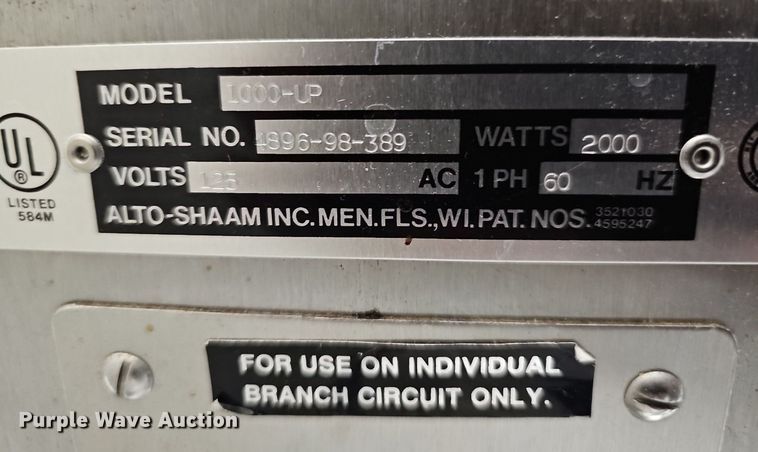 MODEL 1000-UP
SERIAL NO. 4896-98-389 WATTS 2000
VOLTS 125 AC 1 PH 60 HZ
ALTO-SHAAM INC. MEN. FLS., WI. PAT. NOS. 3521030
4595247
UL
®
LISTED
584M
FOR USE ON INDIVIDUAL
BRANCH CIRCUIT ONLY.
Purple Wave Auction